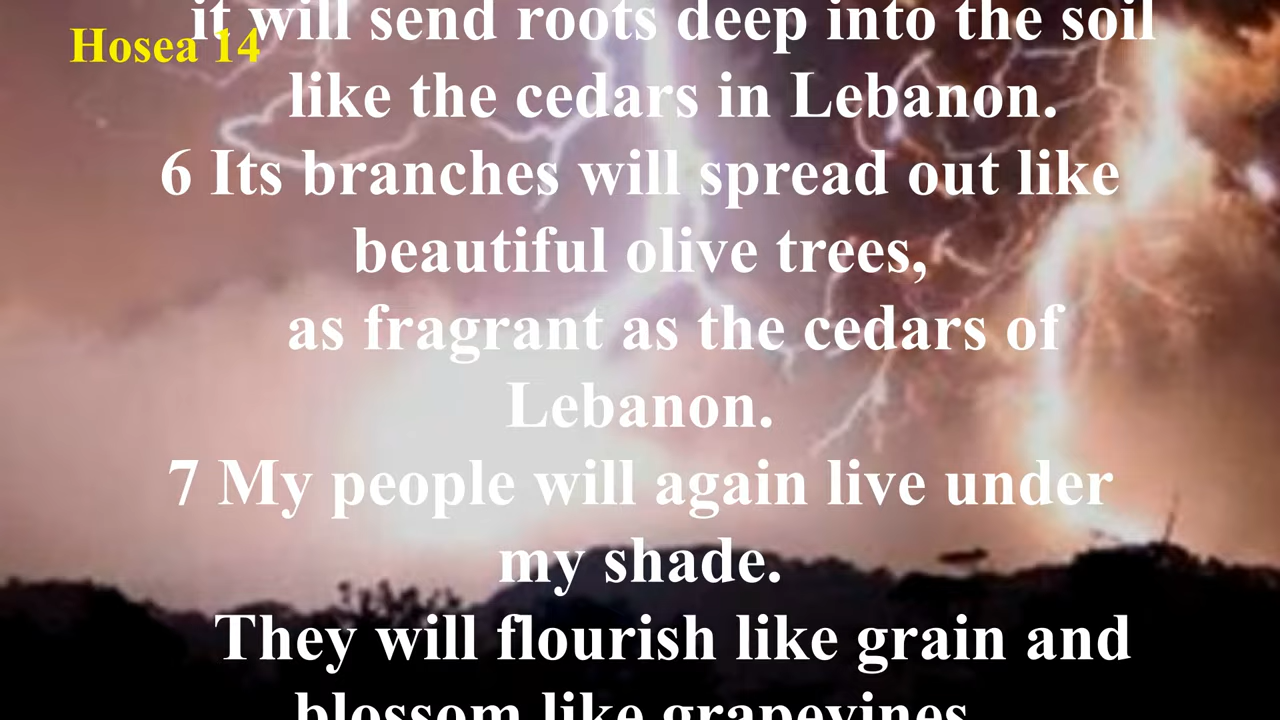 it will send roots deep into the soil
Hosea 14
like the cedars in Lebanon.
6 Its branches will spread out like
beautiful olive trees,
as fragrant as the cedars of
Lebanon.
7 My people will again live under
my shade.
They will flourish like grain and
blossom like grapevines.